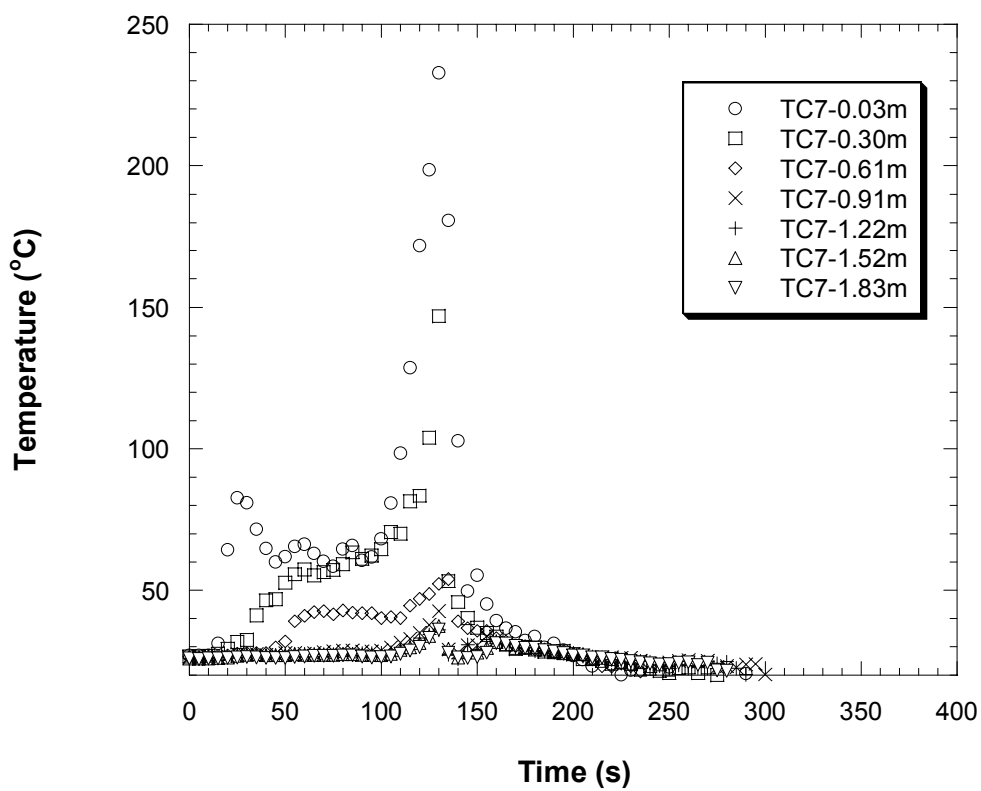 250
200
150
100
50
0
50
100
150
200
250
300
350
400
Temperature (°C)
Time (s)
TC7-0.03m
TC7-0.30m
TC7-0.61m
TC7-0.91m
TC7-1.22m
TC7-1.52m
TC7-1.83m